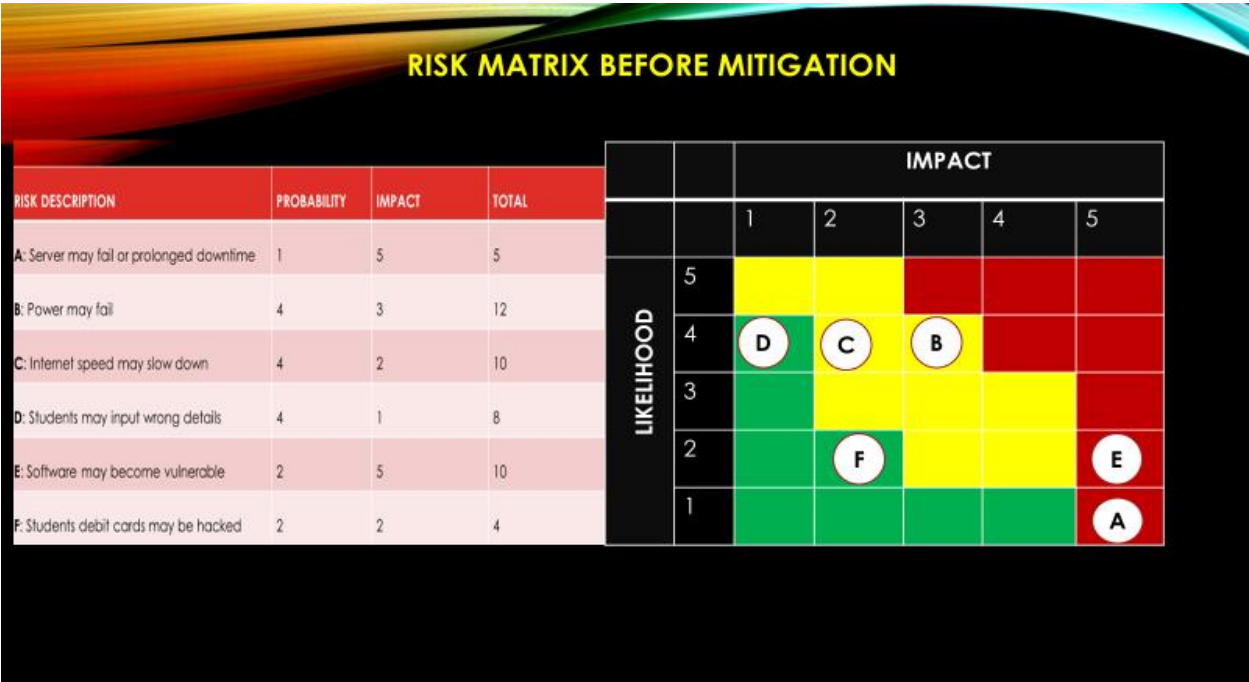 RISK MATRIX BEFORE MITIGATION
RISK DESCRIPTION PROBABILITY IMPACT TOTAL
A: Server may fail or prolonged downtime 1 5 5
B: Power may fail 4 3 12
C: Internet speed may slow down 4 2 10
D: Students may input wrong details 4 1 8
E: Software may become vulnerable 2 5 10
F: Students debit cards may be hacked 2 2 4
IMPACT
1 2 3 4 5
LIKELIHOOD
5
4 D C B
3
2 F E
1 A